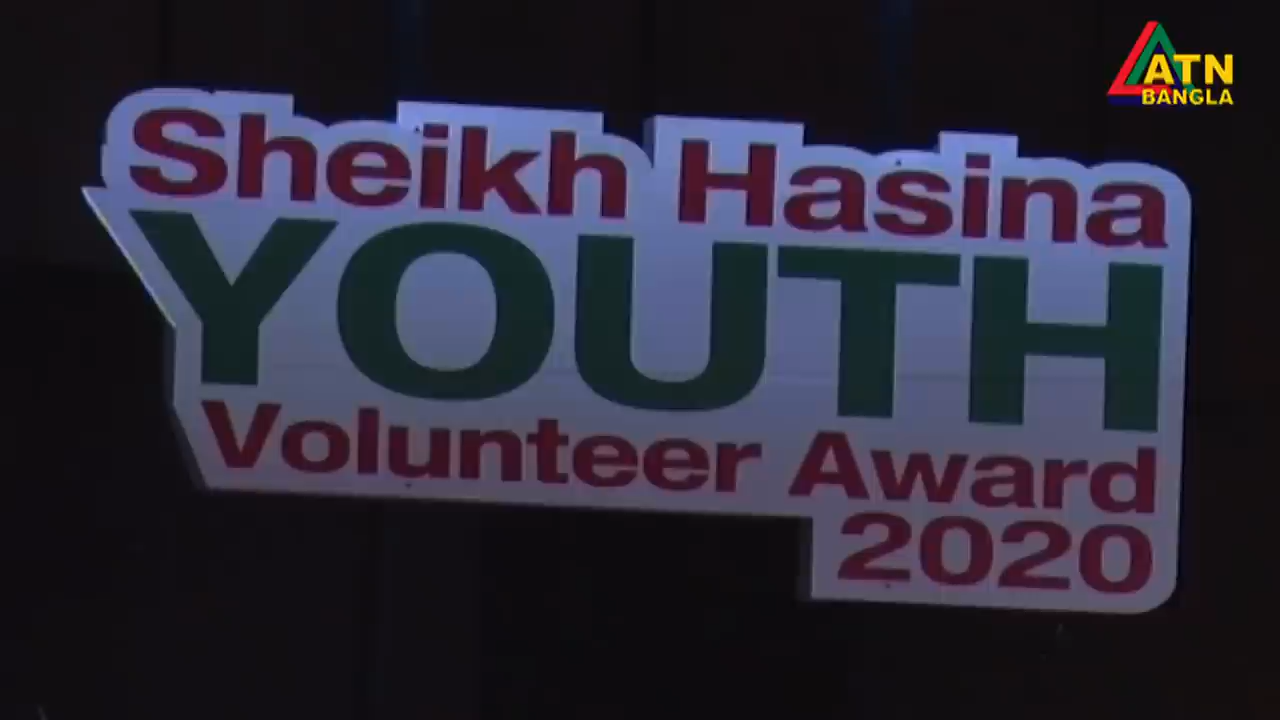 ATN
BANGLA
Sheikh Hasina
YOUTH
Volunteer Award
2020